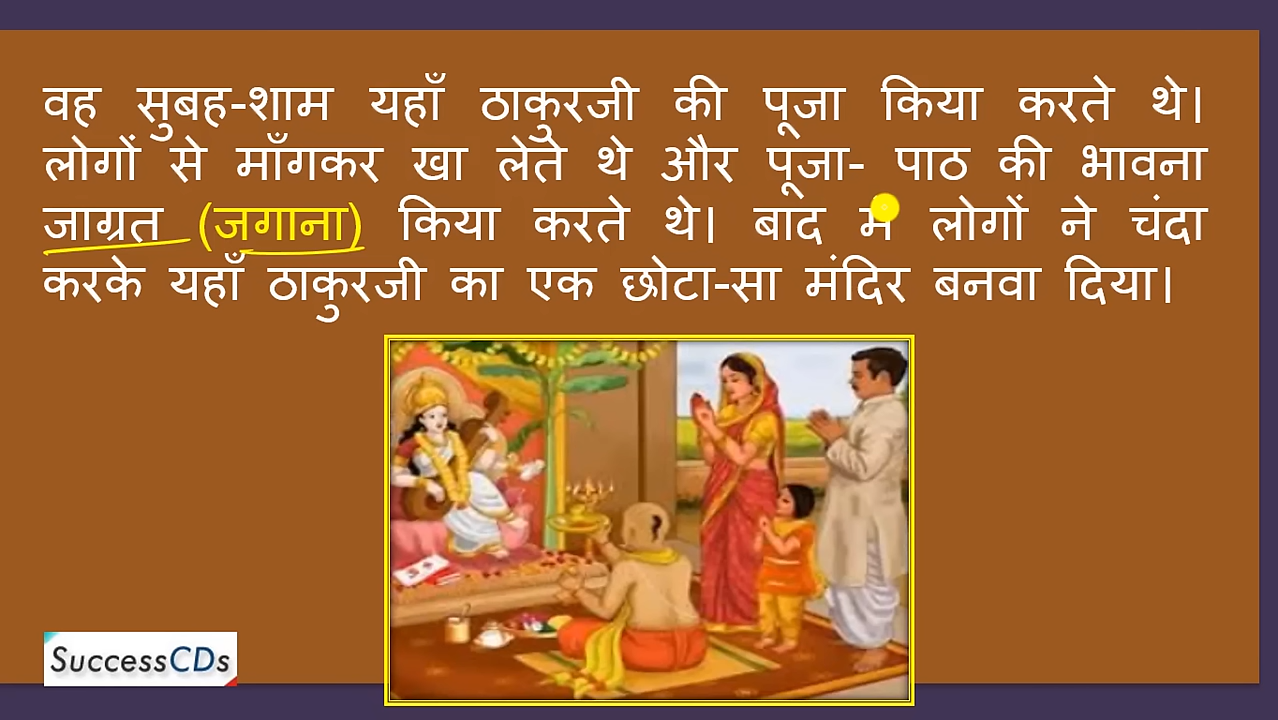 वह सुबह-शाम यहाँ ठाकुरजी की पूजा किया करते थे।
लोगों से माँगकर खा लेते थे और पूजा- पाठ की भावना
जाग्रत (जगाना) किया करते थे। बाद में लोगों ने चंदा
करके यहाँ ठाकुरजी का एक छोटा-सा मंदिर बनवा दिया।
SuccessCDs